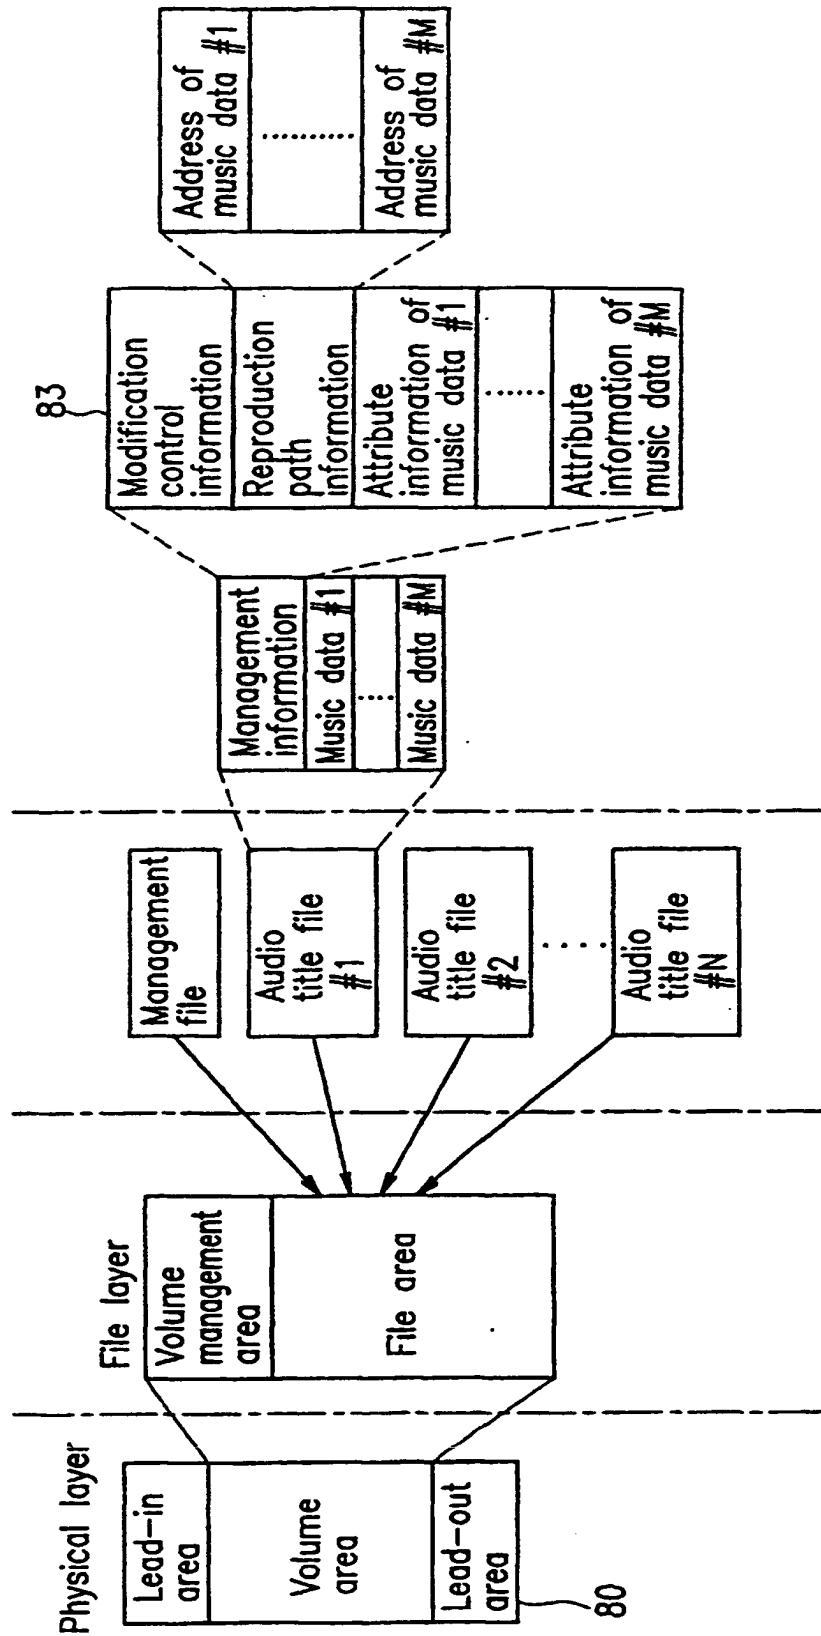 Physical layer
Lead-in
area
Volume
area
Lead-out
area
80
File layer
Volume
management
area
File area
Management
file
Audio
title file
#1
Audio
title file
#2
Audio
title file
#N
Management
information
Music data #1
Music data #M
83
Modification
control
information
Reproduction
path
information
Attribute
information of
music data #1
Attribute
information of
music data #M
Address of
music data #1
Address of
music data #M